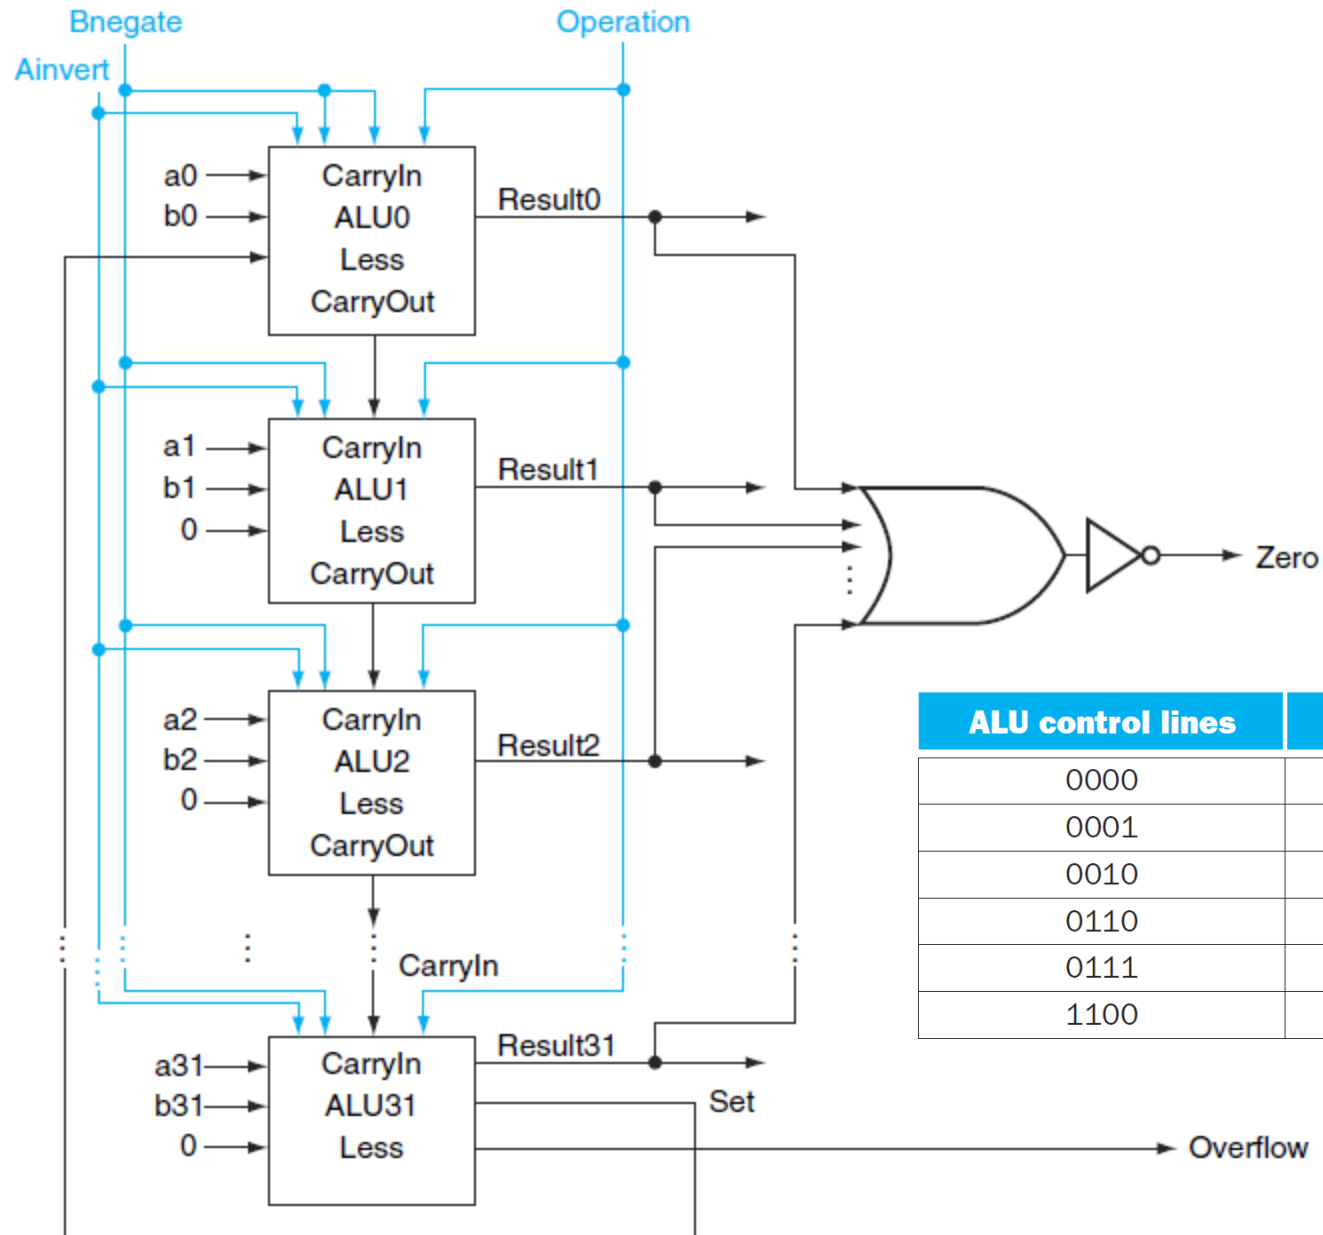 Bnegate
Operation
Ainvert
a0
b0
CarryIn
ALU0
Less
CarryOut
Result0
a1
b1
0
CarryIn
ALU1
Less
CarryOut
Result1
Zero
a2
b2
0
CarryIn
ALU2
Less
CarryOut
Result2
ALU control lines
0000
0001
0010
0110
0111
1100
CarryIn
a31
b31
0
CarryIn
ALU31
Less
Result31
Set
Overflow